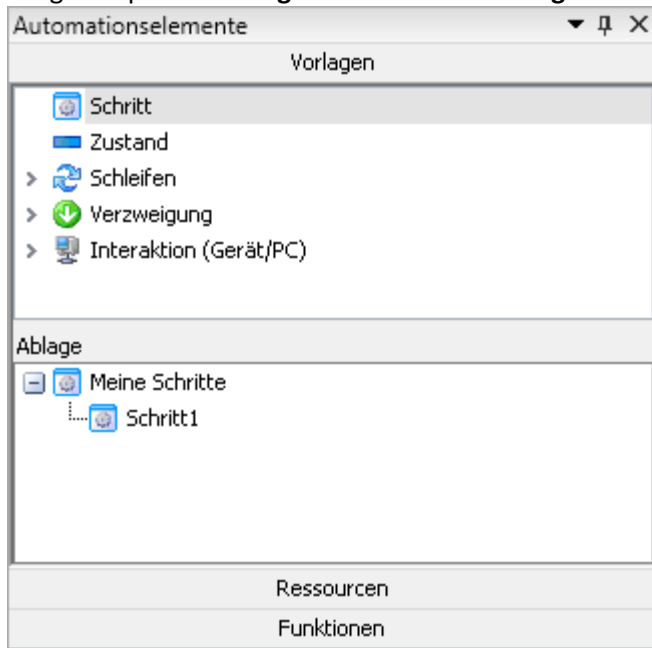 Automationselemente
Vorlagen
Schritt
Zustand
Schleifen
Verzweigung
Interaktion (Gerät/PC)
Ablage
Meine Schritte
Schritt1
Ressourcen
Funktionen